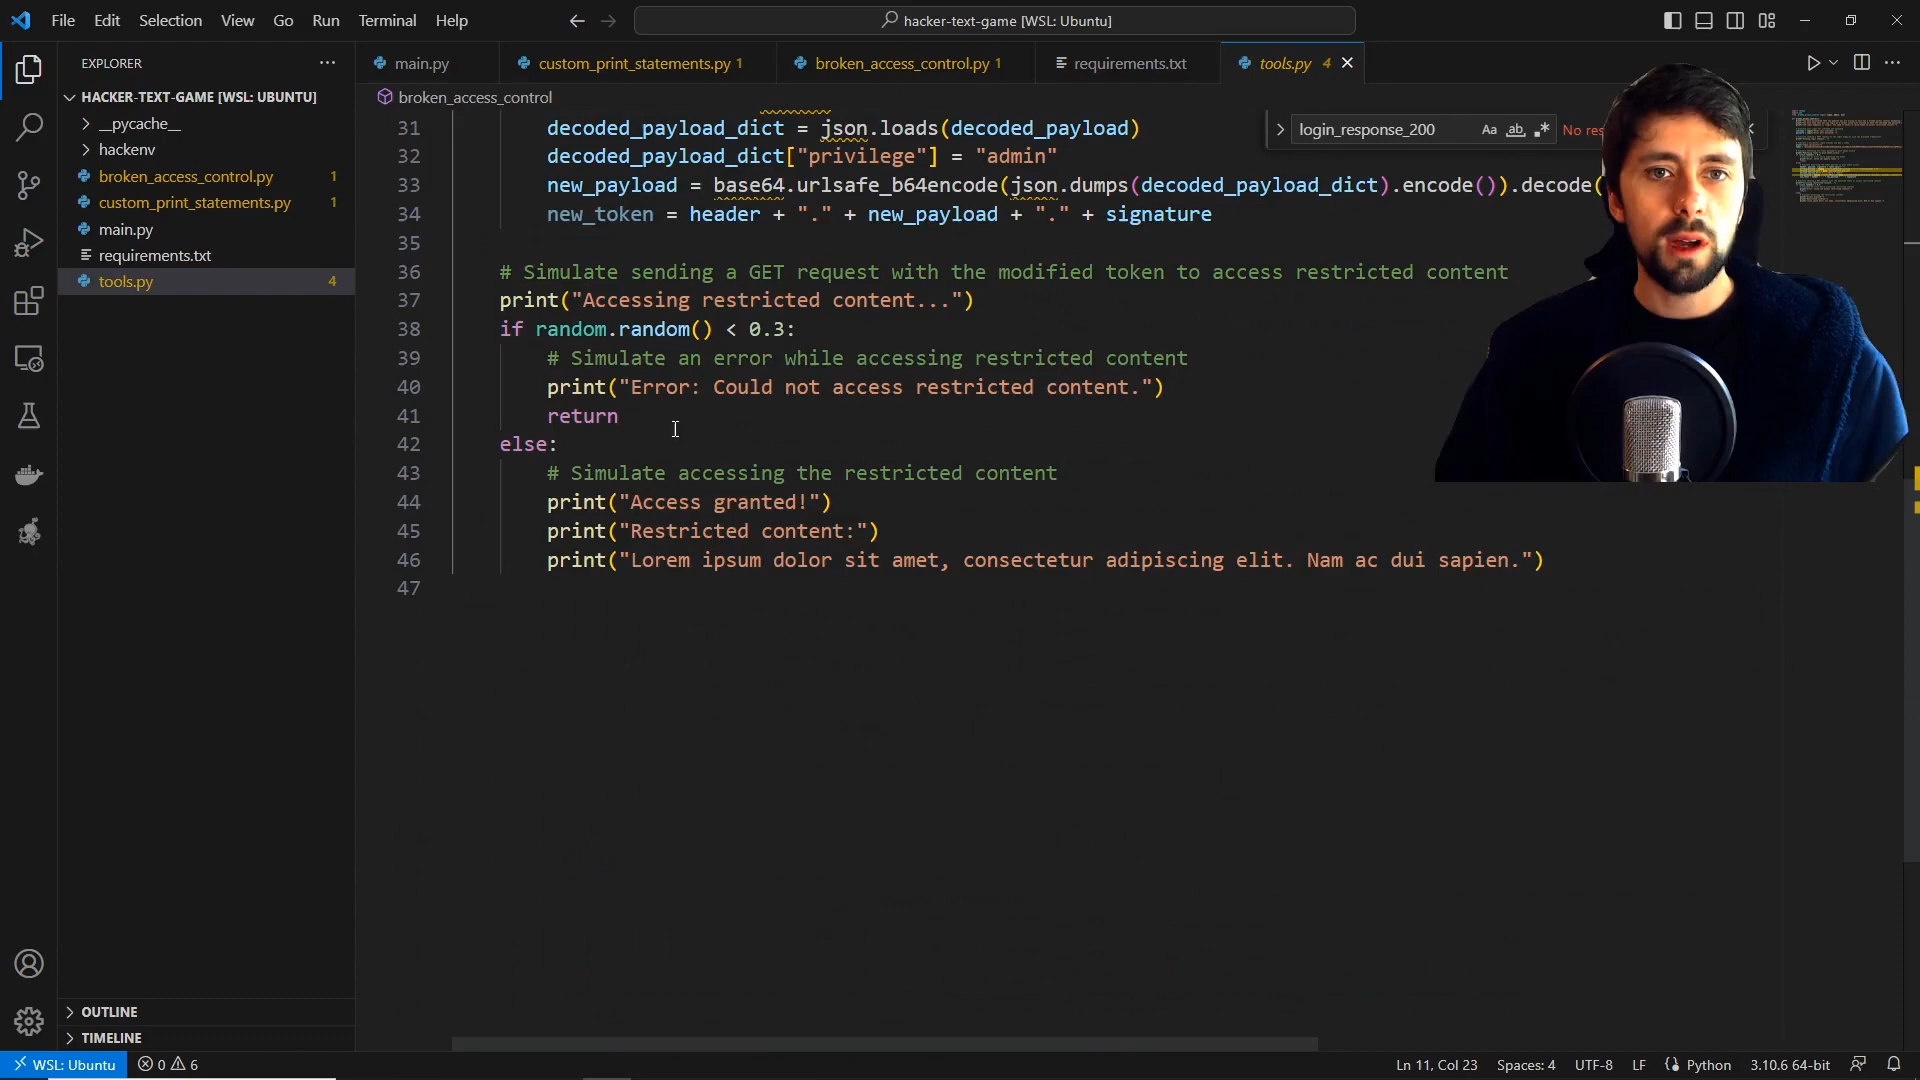 File Edit Selection View Go Run Terminal Help
hacker-text-game [WSL: Ubuntu]
EXPLORER
main.py
custom_print_statements.py 1
broken_access_control.py 1
requirements.txt
tools.py 4
HACKER-TEXT-GAME [WSL: UBUNTU]
__pycache__
hackenv
broken_access_control.py 1
custom_print_statements.py 1
main.py
requirements.txt
tools.py 4
OUTLINE
TIMELINE
broken_access_control
login_response_200 Aa ab .* No res
31 decoded_payload_dict = json.loads(decoded_payload)
32 decoded_payload_dict["privilege"] = "admin"
33 new_payload = base64.urlsafe_b64encode(json.dumps(decoded_payload_dict).encode()).decode(
34 new_token = header + "." + new_payload + "." + signature
35
36 # Simulate sending a GET request with the modified token to access restricted content
37 print("Accessing restricted content...")
38 if random.random() < 0.3:
39 # Simulate an error while accessing restricted content
40 print("Error: Could not access restricted content.")
41 return
42 else:
43 # Simulate accessing the restricted content
44 print("Access granted!")
45 print("Restricted content:")
46 print("Lorem ipsum dolor sit amet, consectetur adipiscing elit. Nam ac dui sapien.")
47
WSL: Ubuntu 0 6 Ln 11, Col 23 Spaces: 4 UTF-8 LF Python 3.10.6 64-bit